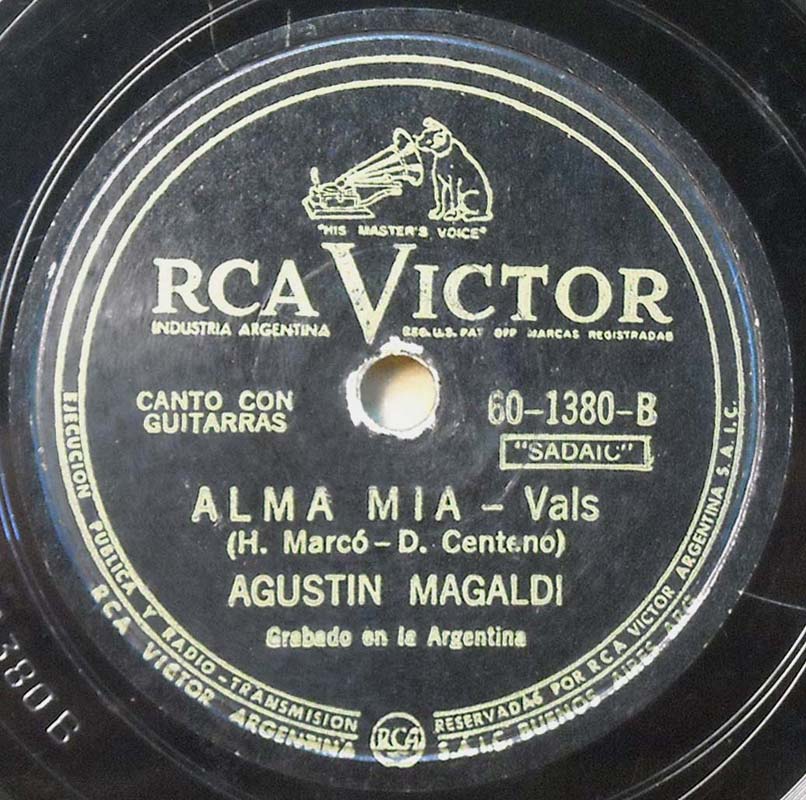 "HIS MASTER'S VOICE"
RCA VICTOR
INDUSTRIA ARGENTINA
REG. U.S. PAT OFF MARCAS REGISTRADAS
CANTO CON
GUITARRAS
60-1380-B
"SADAIC"
ALMA MIA - Vals
(H. Marcó - D. Centeno)
AGUSTIN MAGALDI
Grabado en la Argentina
EJECUCION PUBLICA Y RADIO-TRANSMISION RESERVADAS POR RCA VICTOR ARGENTINA S.A.I.C.
RCA VICTOR ARGENTINA S.A.I.C. BUENOS AIRES ARG.
RCA
380B